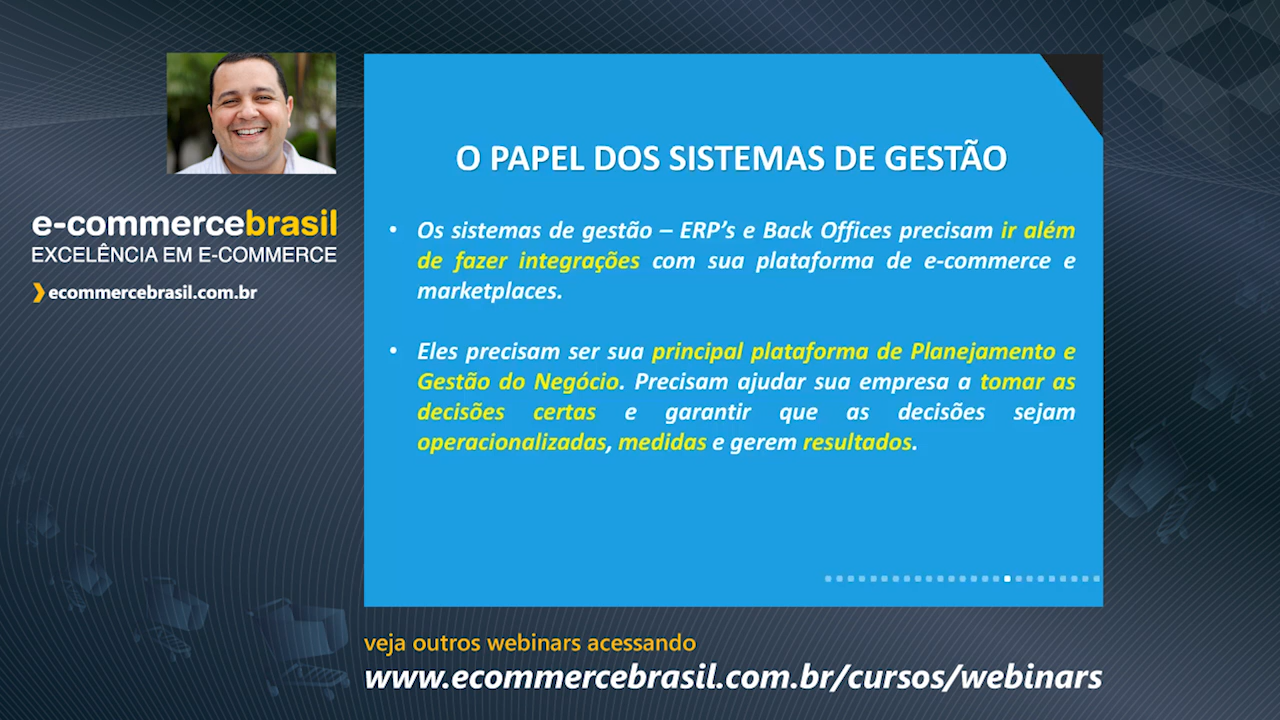 e-commercebrasil
EXCELÊNCIA EM E-COMMERCE
ecommercebrasil.com.br
O PAPEL DOS SISTEMAS DE GESTÃO
• Os sistemas de gestão – ERP’s e Back Offices precisam ir além
de fazer integrações com sua plataforma de e-commerce e
marketplaces.
• Eles precisam ser sua principal plataforma de Planejamento e
Gestão do Negócio. Precisam ajudar sua empresa a tomar as
decisões certas e garantir que as decisões sejam
operacionalizadas, medidas e gerem resultados.
veja outros webinars acessando
www.ecommercebrasil.com.br/cursos/webinars